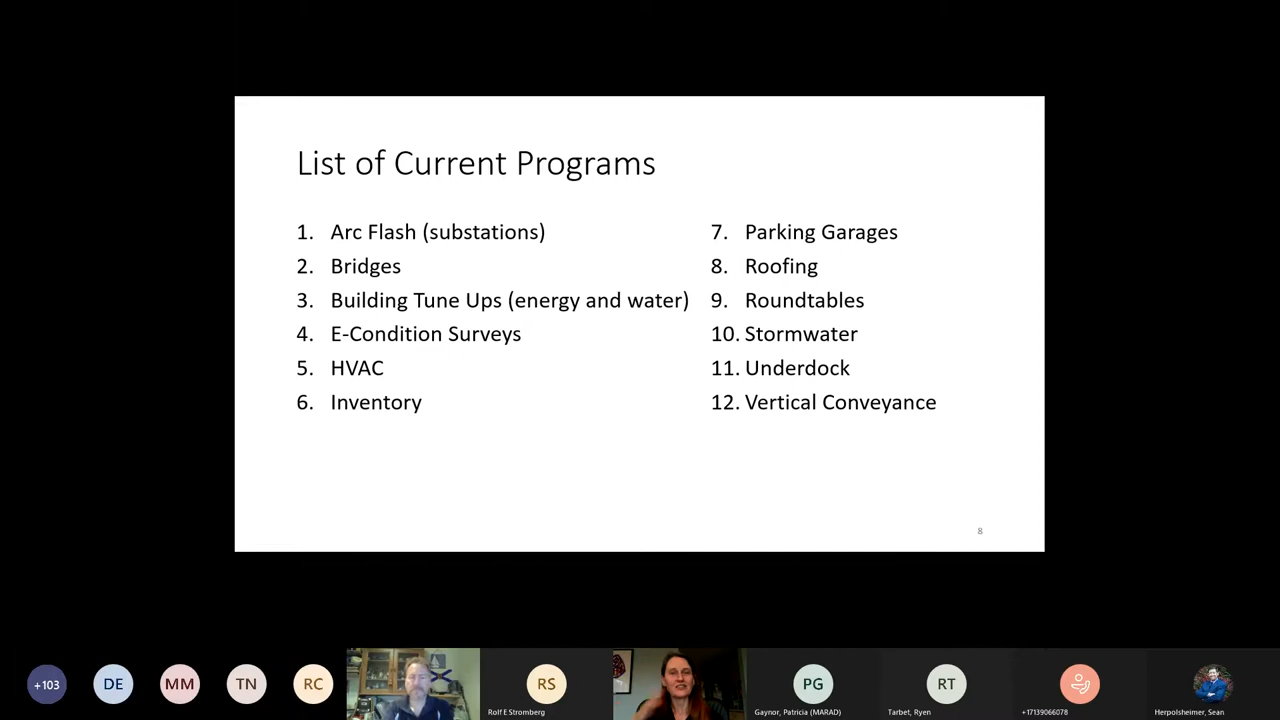 List of Current Programs
1. Arc Flash (substations)
2. Bridges
3. Building Tune Ups (energy and water)
4. E-Condition Surveys
5. HVAC
6. Inventory
7. Parking Garages
8. Roofing
9. Roundtables
10. Stormwater
11. Underdock
12. Vertical Conveyance
8
+103
DE
MM
TN
RC
RS
Rolf E Stromberg
PG
Gaynor, Patricia (MARAD)
RT
Tarbet, Ryen
+17139066078
Herpolsheimer, Sean